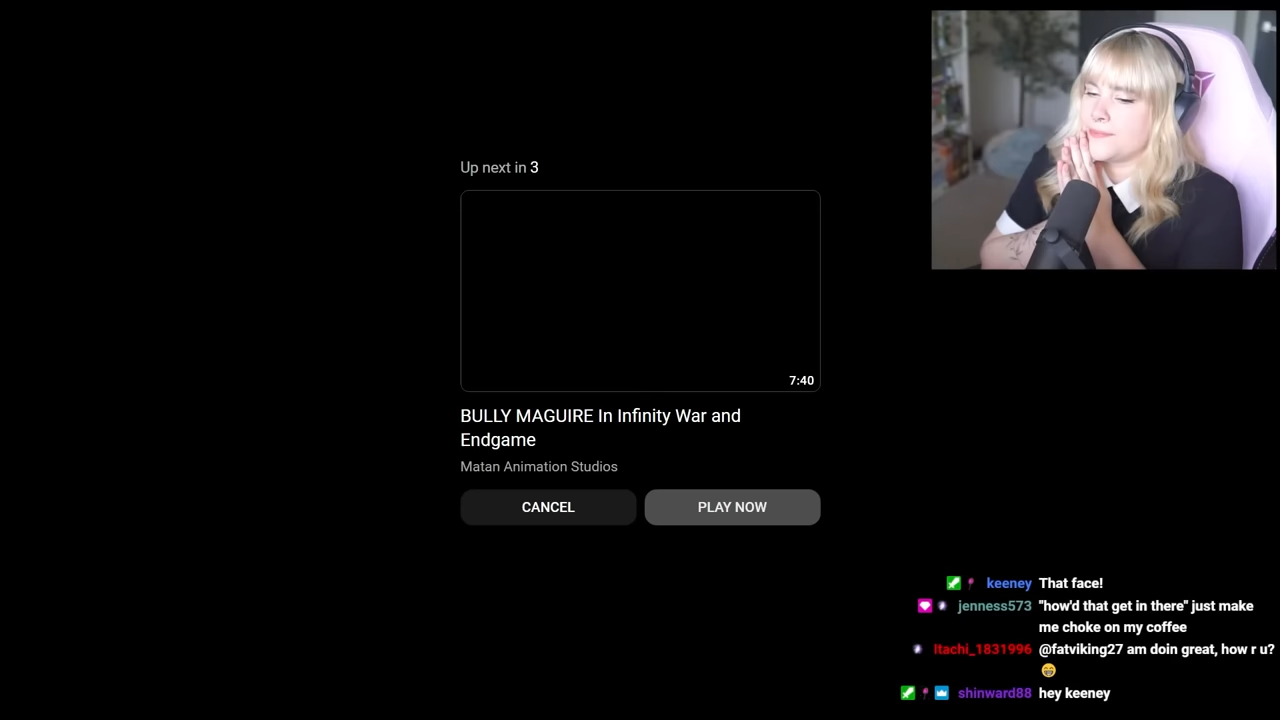 Up next in 3
7:40
BULLY MAGUIRE In Infinity War and
Endgame
Matan Animation Studios
CANCEL
PLAY NOW
keeney That face!
jenness573 "how'd that get in there" just make
me choke on my coffee
Itachi_1831996 @fatviking27 am doin great, how r u?
😁
shinward88 hey keeney